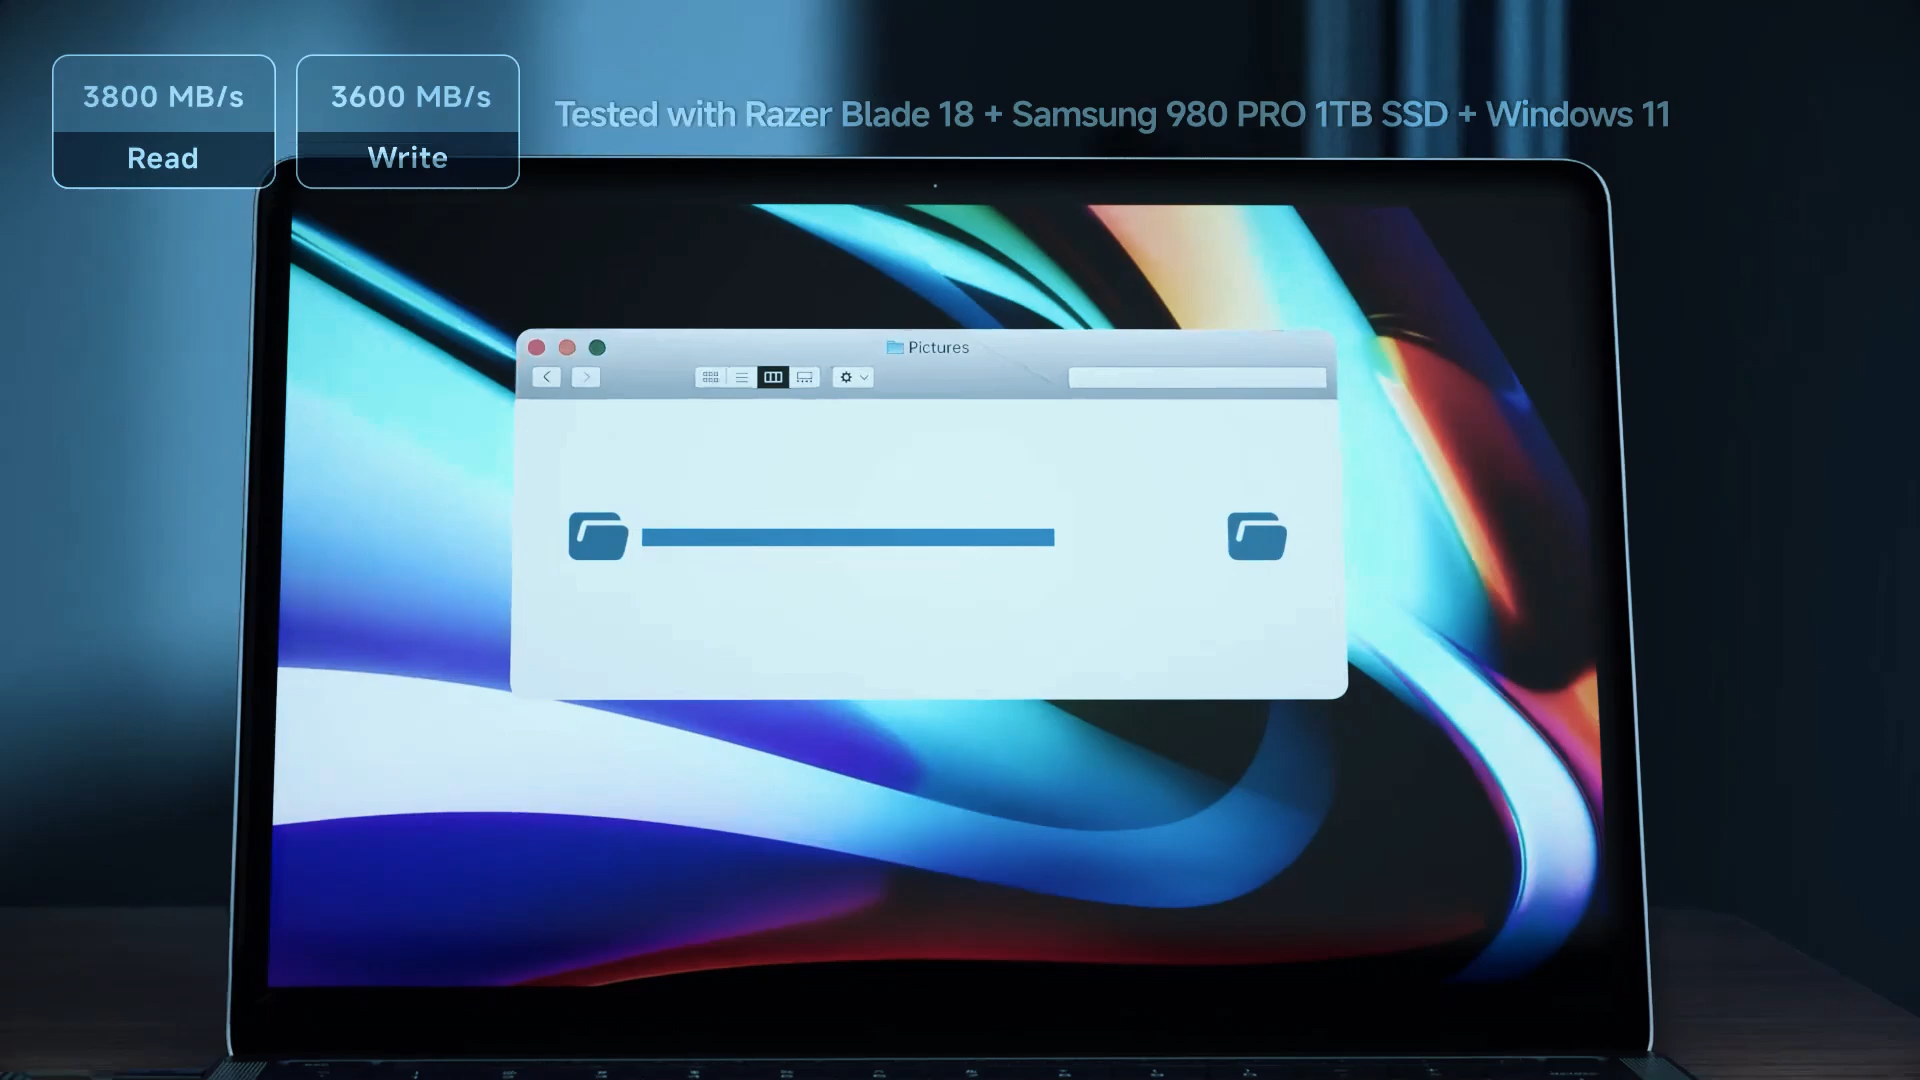 3800 MB/s
Read
3600 MB/s
Write
Tested with Razer Blade 18 + Samsung 980 PRO 1TB SSD + Windows 11
Pictures